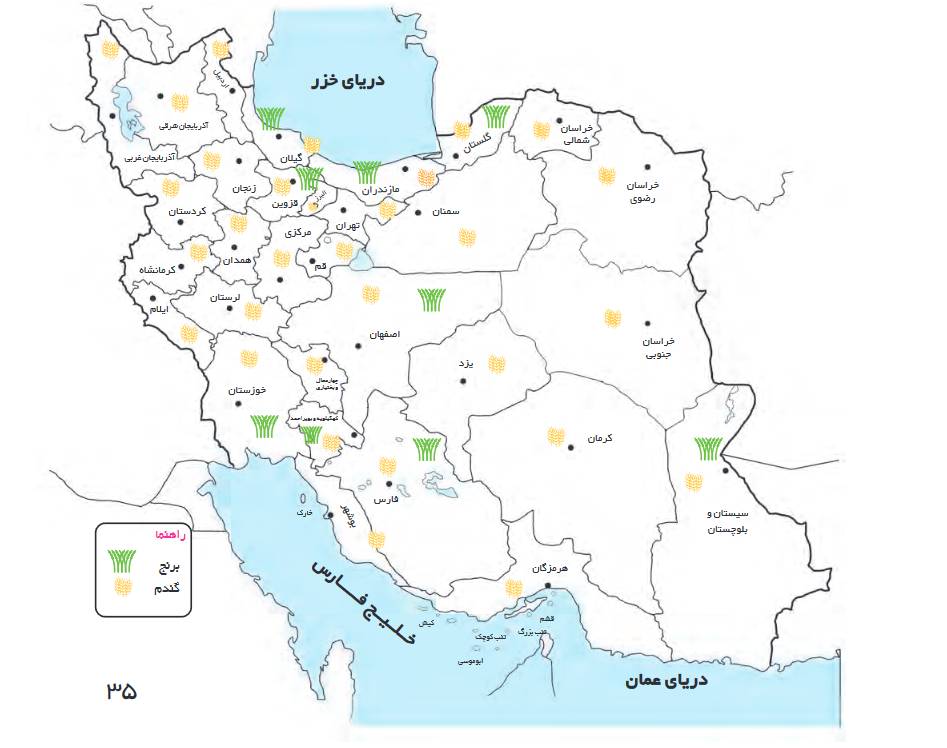 دریای خزر
اردبیل
آذربایجان شرقی
آذربایجان غربی
گیلان
گلستان
خراسان
شمالی
خراسان
رضوی
زنجان
قزوین
البرز
مازندران
سمنان
تهران
کردستان
مرکزی
همدان
قم
کرمانشاه
لرستان
ایلام
اصفهان
خراسان
جنوبی
یزد
چهارمحال
و بختیاری
خوزستان
کهگیلویه و بویراحمد
کرمان
فارس
سیستان و
بلوچستان
خارک
بوشهر
راهنما
برنج
گندم
هرمزگان
خلیج فارس
کیش
قشم
تنب بزرگ
تنب کوچک
ابوموسی
دریای عمان
۳۵